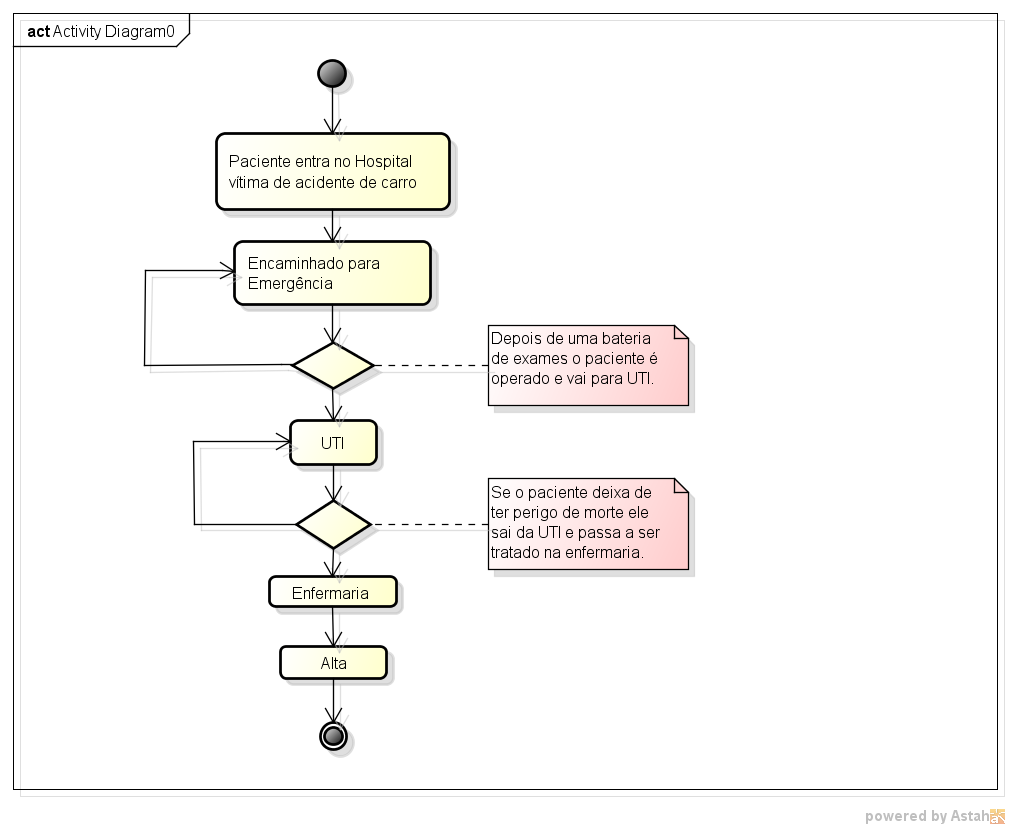 act Activity Diagram0
Paciente entra no Hospital
vítima de acidente de carro
Encaminhado para
Emergência
Depois de uma bateria
de exames o paciente é
operado e vai para UTI.
UTI
Se o paciente deixa de
ter perigo de morte ele
sai da UTI e passa a ser
tratado na enfermaria.
Enfermaria
Alta
powered by Astah